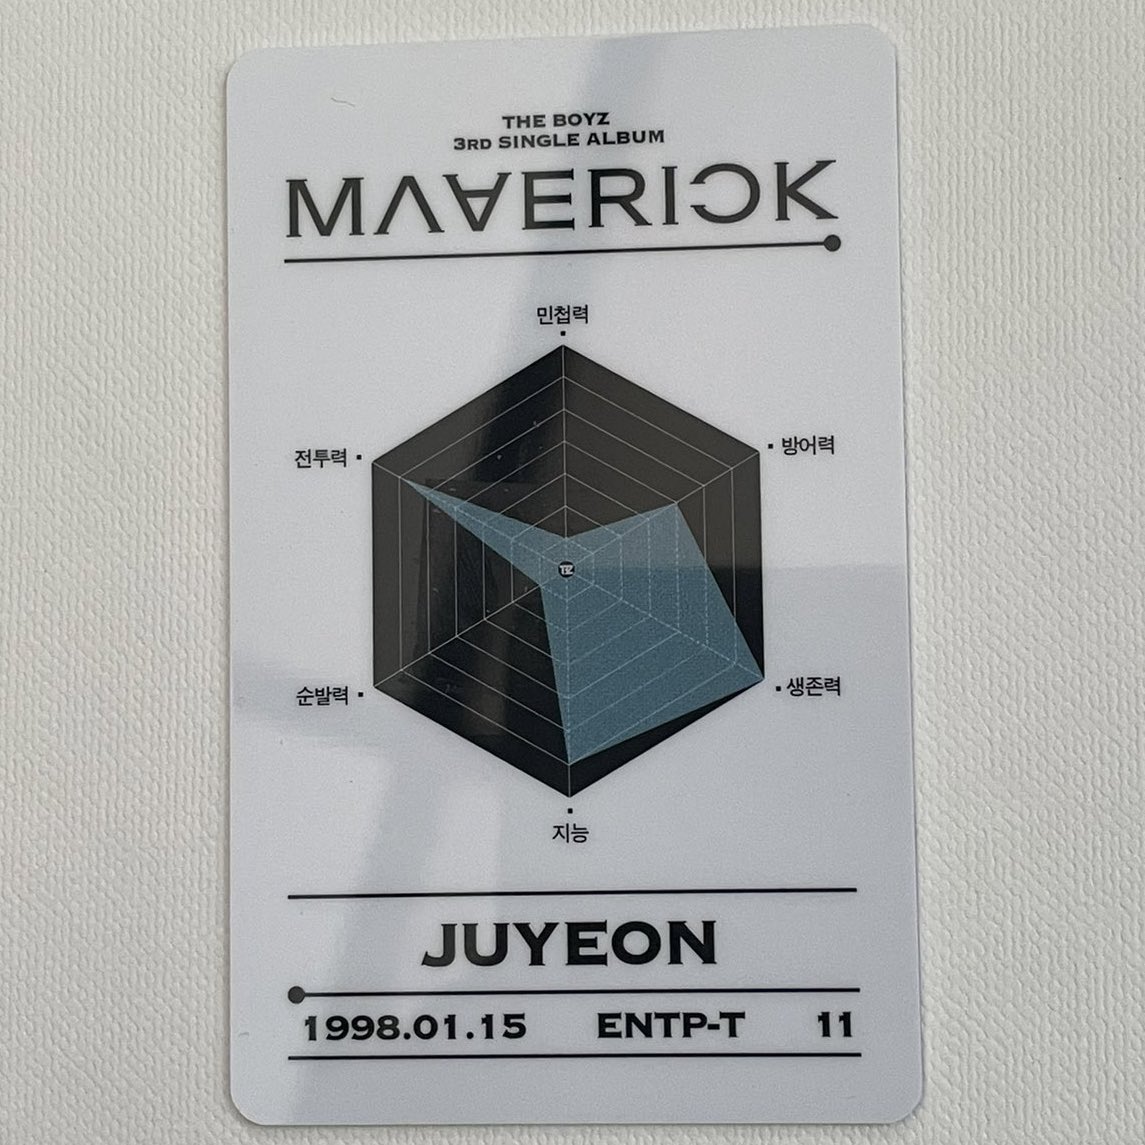 THE BOYZ
3RD SINGLE ALBUM
MAVERICK
민첩력
방어력
전투력
생존력
순발력
지능
JUYEON
1998.01.15 ENTP-T 11